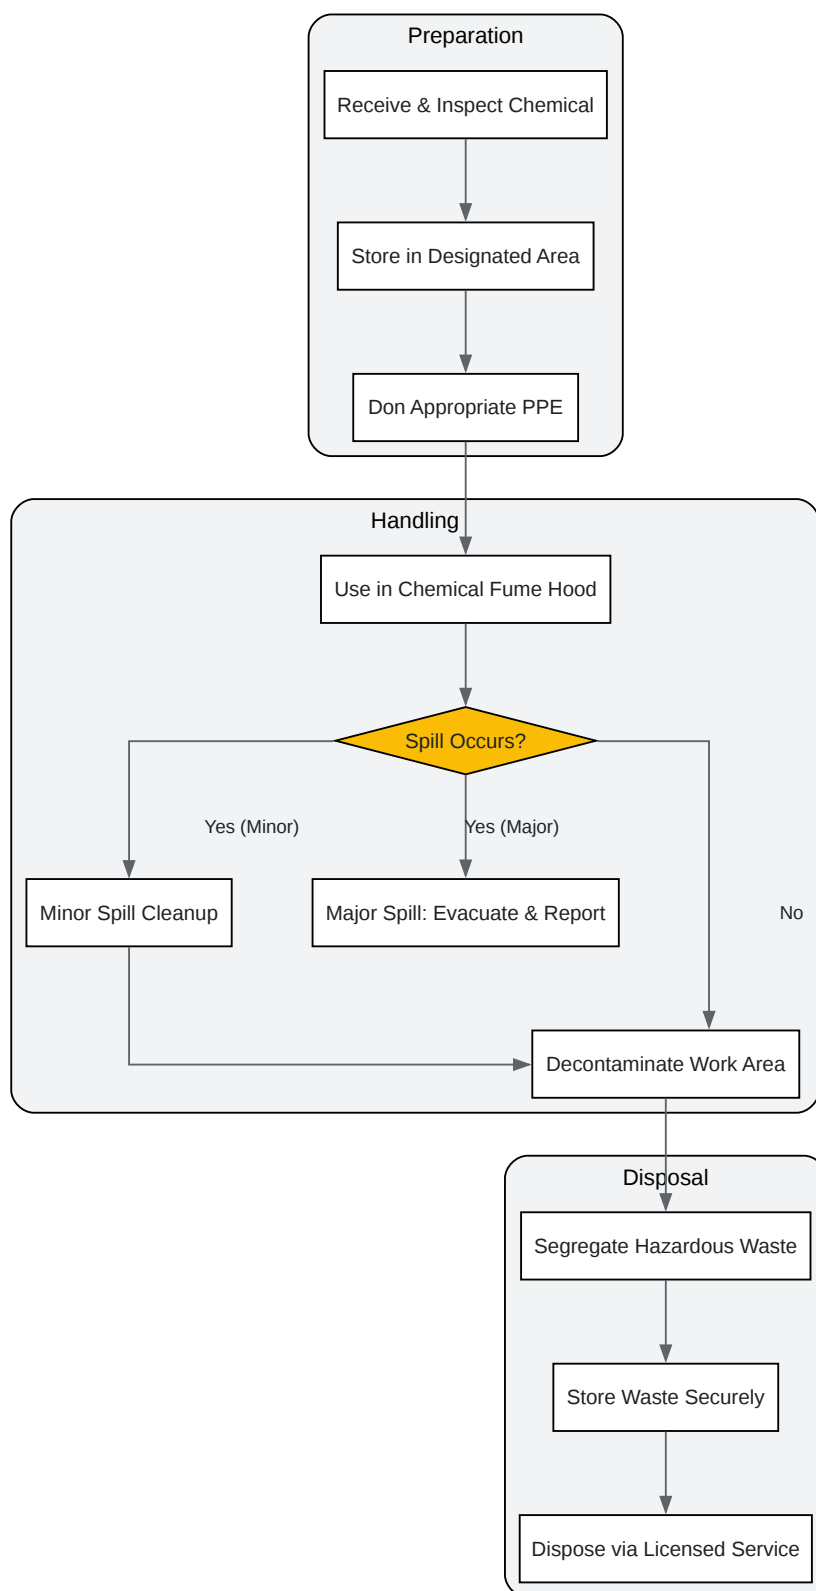 Preparation
Receive & Inspect Chemical
Store in Designated Area
Don Appropriate PPE
Handling
Use in Chemical Fume Hood
Spill Occurs?
Yes (Minor)
Yes (Major)
Minor Spill Cleanup
Major Spill: Evacuate & Report
No
Decontaminate Work Area
Disposal
Segregate Hazardous Waste
Store Waste Securely
Dispose via Licensed Service